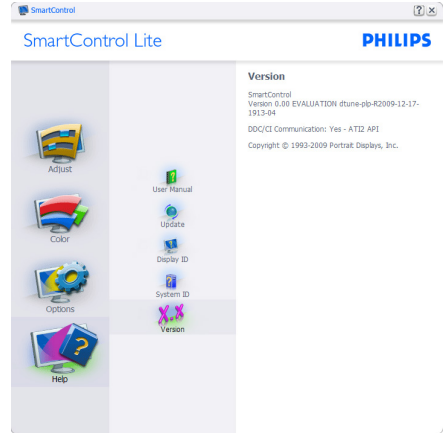 SmartControl
SmartControl Lite
PHILIPS
Adjust
Color
Options
Help
User Manual
Update
Display ID
System ID
X.X
Version
Version
SmartControl
Version 0.00 EVALUATION dtune-plp-R2009-12-17-
1913-04
DDC/CI Communication: Yes - ATI2 API
Copyright © 1993-2009 Portrait Displays, Inc.